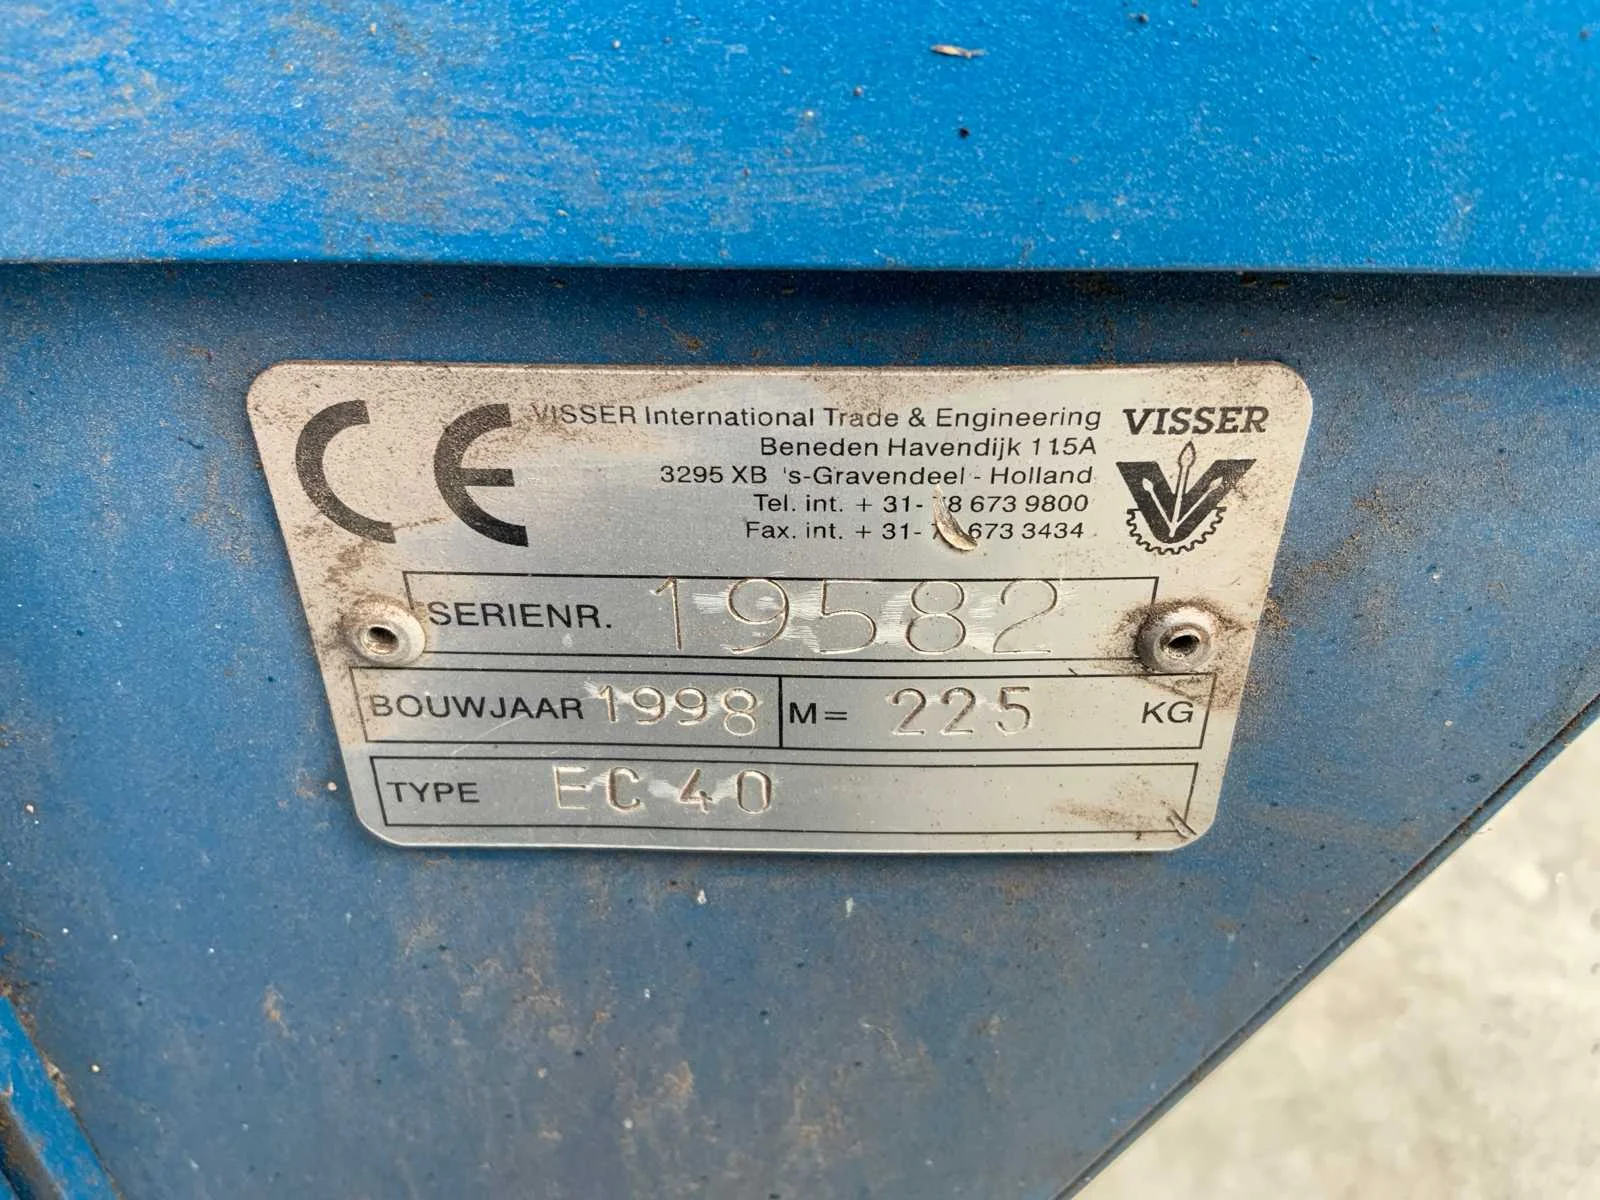 CE
VISSER International Trade & Engineering
Beneden Havendijk 115A
3295 XB 's-Gravendeel - Holland
Tel. int. + 31- 8 673 9800
Fax. int. + 31- 673 3434
VISSER
SERIENR. 19582
BOUWJAAR 1998 M= 225 KG
TYPE EC 40